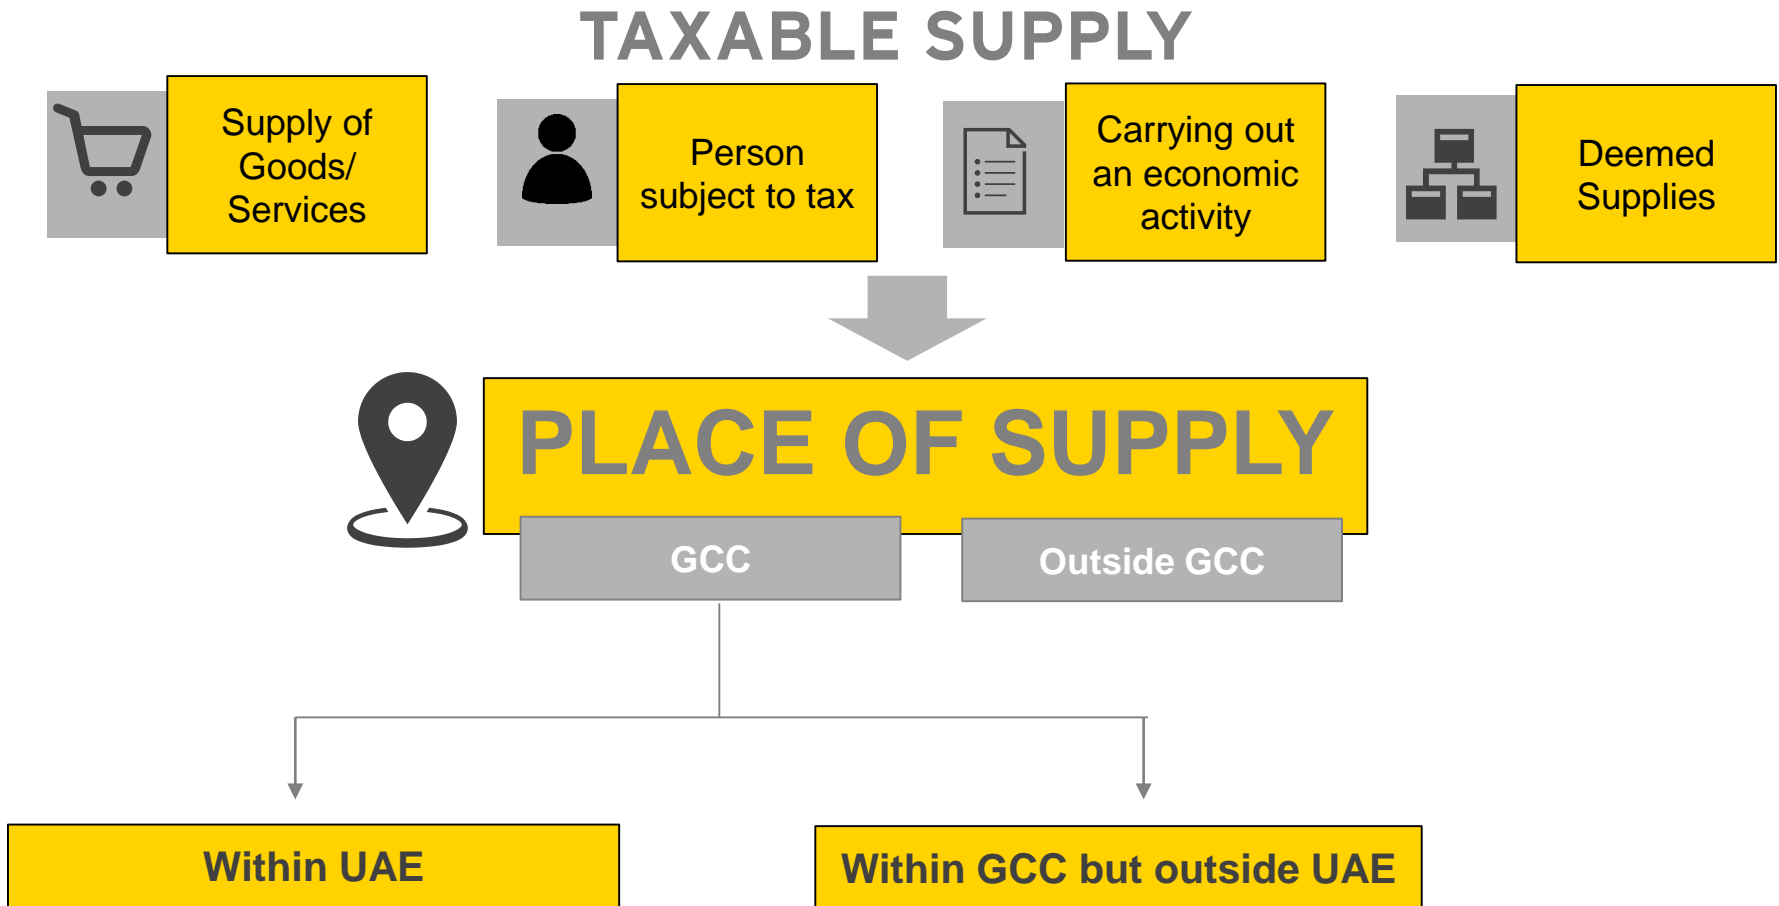 TAXABLE SUPPLY
Supply of
Goods/
Services
Person
subject to tax
Carrying out
an economic
activity
Deemed
Supplies
PLACE OF SUPPLY
GCC
Outside GCC
Within UAE
Within GCC but outside UAE